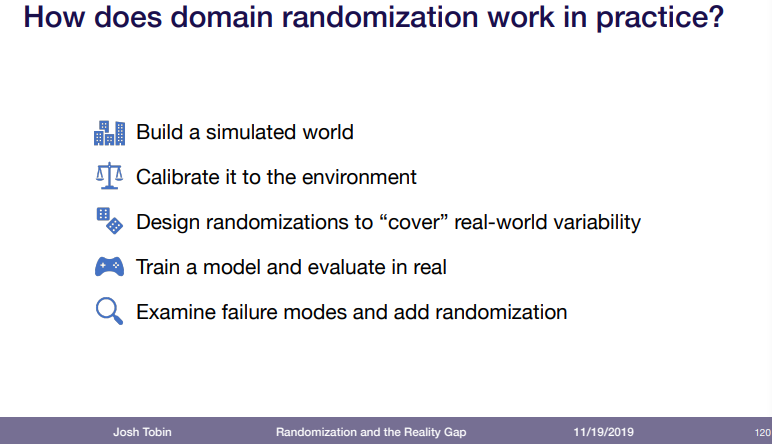 How does domain randomization work in practice?
Build a simulated world
Calibrate it to the environment
Design randomizations to “cover” real-world variability
Train a model and evaluate in real
Examine failure modes and add randomization
Josh Tobin Randomization and the Reality Gap 11/19/2019 120